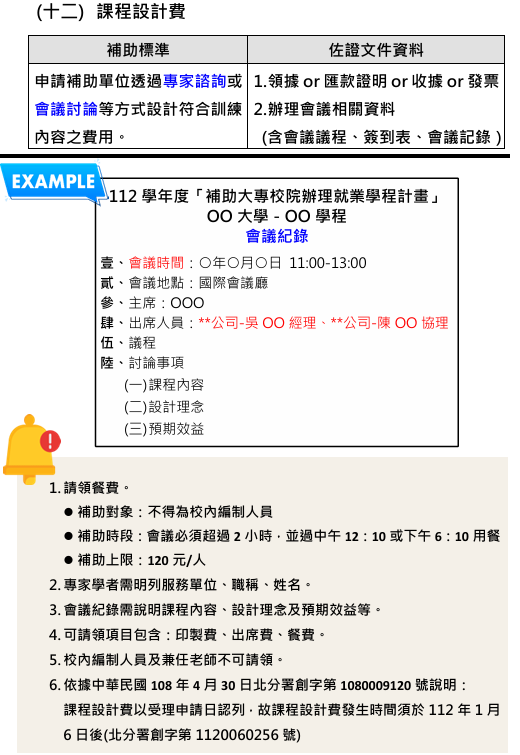 (十二) 課程設計費
補助標準
佐證文件資料
申請補助單位透過專家諮詢或
會議討論等方式設計符合訓練
內容之費用。
1.領據 or 匯款證明 or 收據 or 發票
2.辦理會議相關資料
(含會議議程、簽到表、會議記錄)
EXAMPLE
112 學年度「補助大專校院辦理就業學程計畫」
OO 大學 - OO 學程
會議紀錄
壹、會議時間：○年○月○日 11:00-13:00
貳、會議地點：國際會議廳
參、主席：OOO
肆、出席人員：**公司-吳 OO 經理、**公司-陳 OO 協理
伍、議程
陸、討論事項
(一)課程內容
(二)設計理念
(三)預期效益
1. 請領餐費。
● 補助對象：不得為校內編制人員
● 補助時段：會議必須超過 2 小時，並過中午 12：10 或下午 6：10 用餐
● 補助上限：120 元/人
2. 專家學者需明列服務單位、職稱、姓名。
3. 會議紀錄需說明課程內容、設計理念及預期效益等。
4. 可請領項目包含：印製費、出席費、餐費。
5. 校內編制人員及兼任老師不可請領。
6. 依據中華民國 108 年 4 月 30 日北分署創字第 1080009120 號說明：
課程設計費以受理申請日認列，故課程設計費發生時間須於 112 年 1 月
6 日後(北分署創字第 1120060256 號)